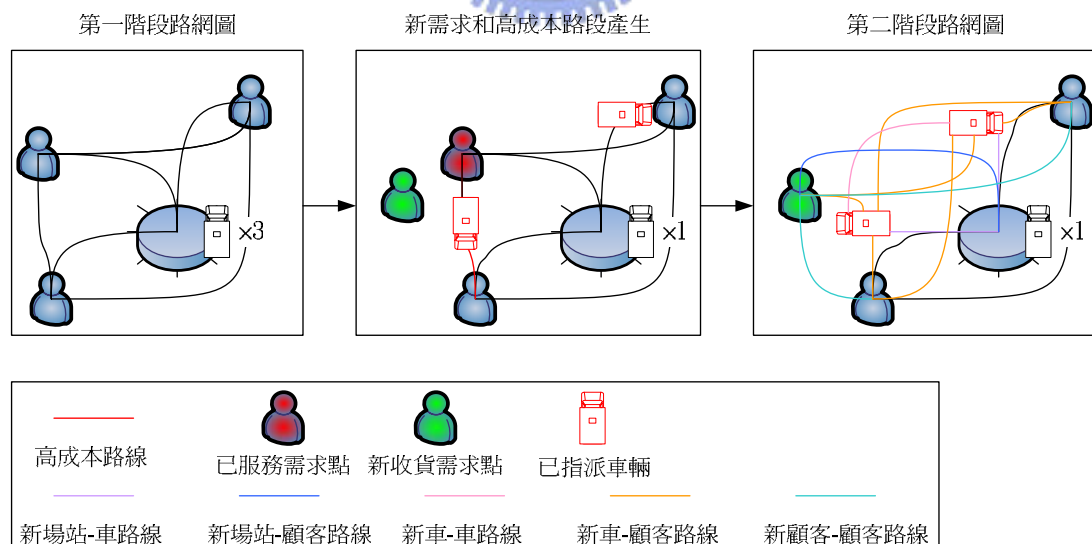 第一階段路網圖
新需求和高成本路段產生
第二階段路網圖
×3
×1
×1
高成本路線
已服務需求點
新收貨需求點
已指派車輛
新場站-車路線
新場站-顧客路線
新車-車路線
新車-顧客路線
新顧客-顧客路線